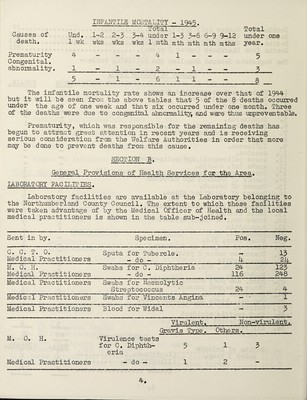 INFANTILE MORTALITY - 1945.
Total Total
Causes of Und. 1-2 2-3 3-4 under 1-3 3-6 6-9 9-12 under one
death. 1 wk wks wks wks 1 mth mth mth mth mths year.
Prematurity 4 - - - 4 1 - - - 5
Congenital.
abnormality. 1 - 1 - 2 - 1 - - 3
5 - 1 - 6 1 1 - - 8
The infantile mortality rate shows an increase over that of 1944
but it will be seen from the above tables that 5 of the 8 deaths occurred
under the age of one week and that six occurred under one month. Three
of the deaths were due to congenital abnormality, and were thus unpreventable.
Prematurity, which was responsible for the remaining deaths has
begun to attract great attention in recent years and is receiving
serious consideration from the Welfare Authorities in order that more
may be done to prevent deaths from this cause.
SECTION B.
General Provisions of Health Services for the Area.
LABORATORY FACILITIES.
Laboratory facilities are available at the Laboratory belonging to
the Northumberland County Council. The extent to which these facilities
were taken advantage of by the Medical Officer of Health and the local
medical practitioners is shown in the table sub-joined.
Sent in by. Specimen. Pos. Neg.
C. C. T. O. Sputa for Tubercle. - 13
Medical Practitioners - do - 4 24
M. O. H. Swabs for C. Diphtheria 24 123
Medical Practitioners - do - 116 248
Medical Practitioners Swabs for Haemolytic
Streptococcus 24 4
Medical Practitioners Swabs for Vincents Angina - 1
Medical Practitioners Blood for Widal - 3
Virulent. Non-virulent.
Gravis Type. Others.
M. O. H. Virulence tests
for C. Diphth-
eria 5 1 3
Medical Practitioners - do - 1 2 -
4.